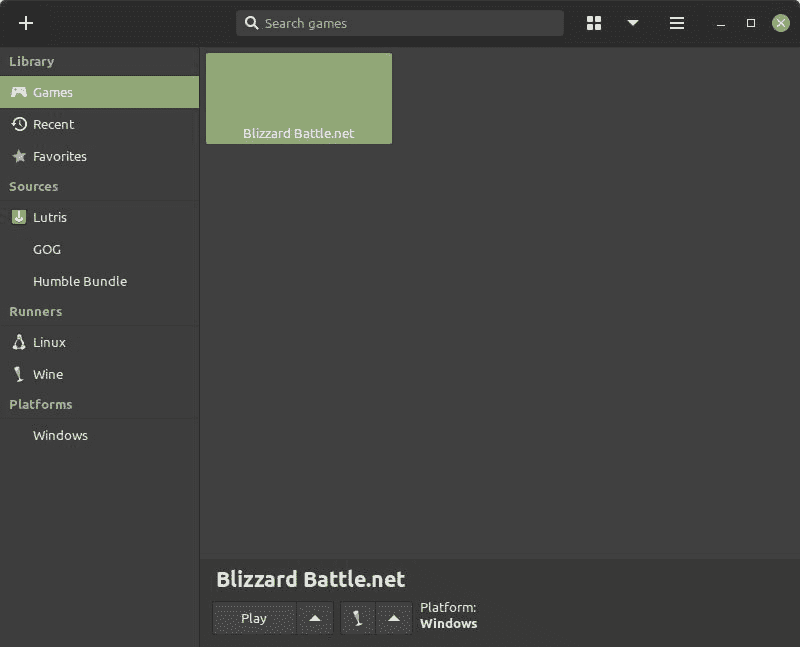 Search games
Library
Games
Recent
Favorites
Sources
Lutris
GOG
Humble Bundle
Runners
Linux
Wine
Platforms
Windows
Blizzard Battle.net
Blizzard Battle.net
Play
Platform:
Windows